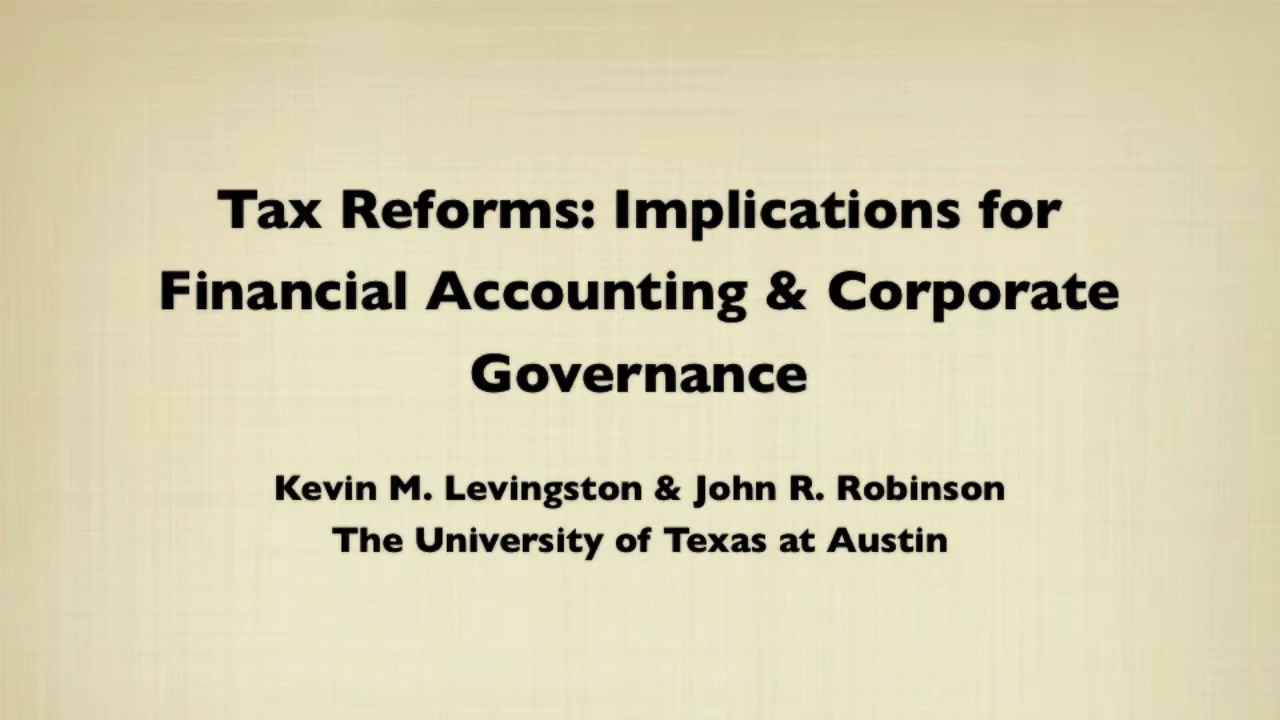 Tax Reforms: Implications for
Financial Accounting & Corporate
Governance
Kevin M. Levingston & John R. Robinson
The University of Texas at Austin